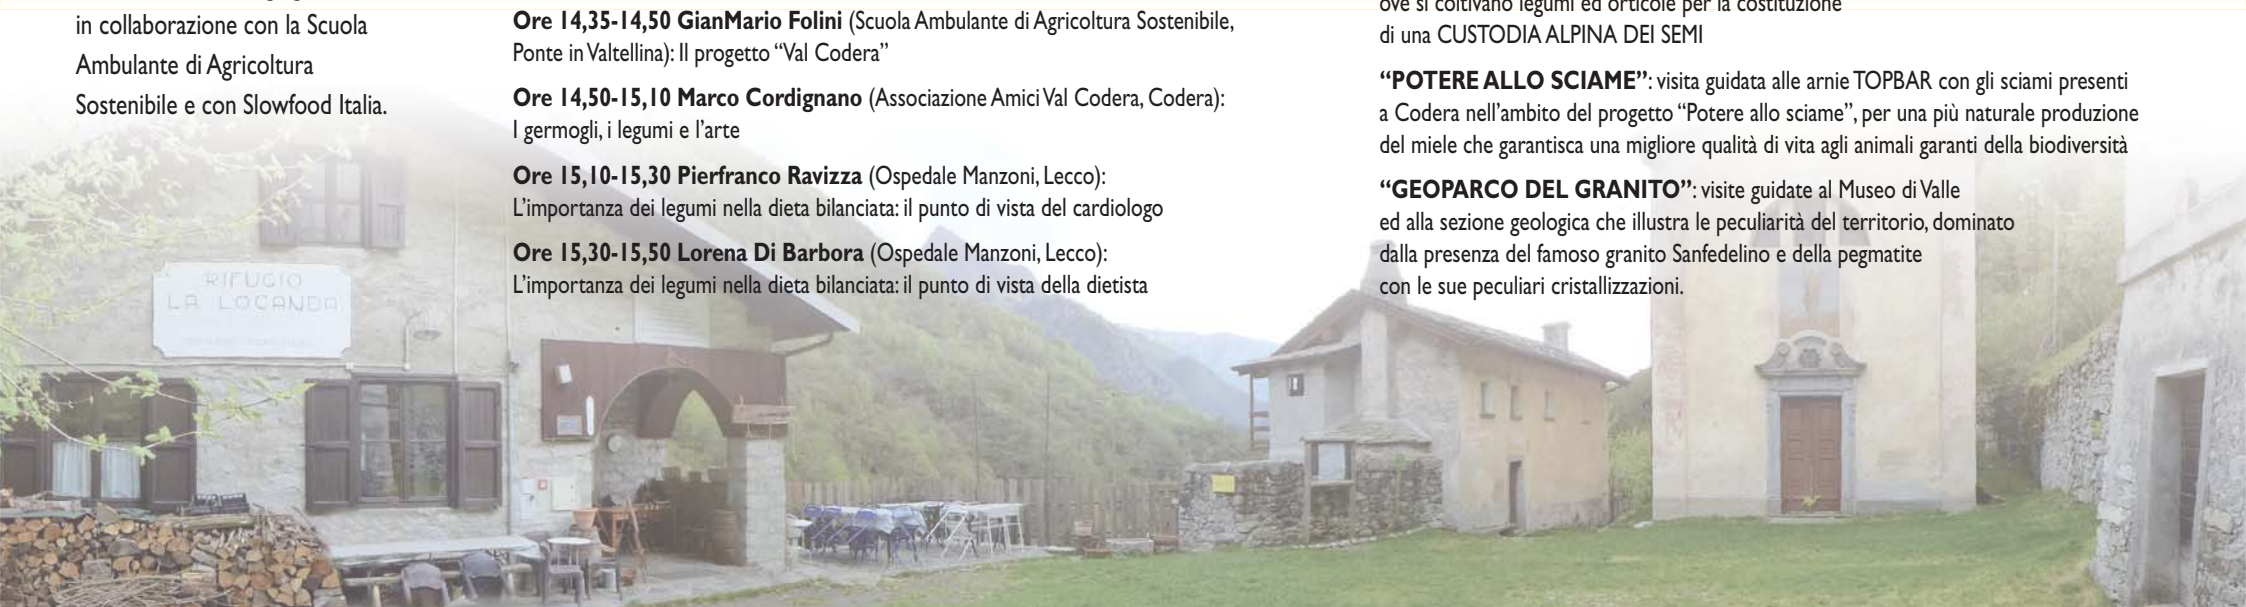 in collaborazione con la Scuola
Ambulante di Agricoltura
Sostenibile e con Slowfood Italia.
Ore 14,35-14,50 GianMario Folini (Scuola Ambulante di Agricoltura Sostenibile,
Ponte in Valtellina): Il progetto “Val Codera”
Ore 14,50-15,10 Marco Cordignano (Associazione Amici Val Codera, Codera):
I germogli, i legumi e l’arte
Ore 15,10-15,30 Pierfranco Ravizza (Ospedale Manzoni, Lecco):
L’importanza dei legumi nella dieta bilanciata: il punto di vista del cardiologo
Ore 15,30-15,50 Lorena Di Barbora (Ospedale Manzoni, Lecco):
L’importanza dei legumi nella dieta bilanciata: il punto di vista della dietista
ove si coltivano legumi ed orticole per la costituzione
di una CUSTODIA ALPINA DEI SEMI
“POTERE ALLO SCIAME”: visita guidata alle arnie TOPBAR con gli sciami presenti
a Codera nell’ambito del progetto “Potere allo sciame”, per una più naturale produzione
del miele che garantisca una migliore qualità di vita agli animali garanti della biodiversità
“GEOPARCO DEL GRANITO”: visite guidate al Museo di Valle
ed alla sezione geologica che illustra le peculiarità del territorio, dominato
dalla presenza del famoso granito Sanfedelino e della pegmatite
con le sue peculiari cristallizzazioni.
RIFUGIO
LA LOCANDA